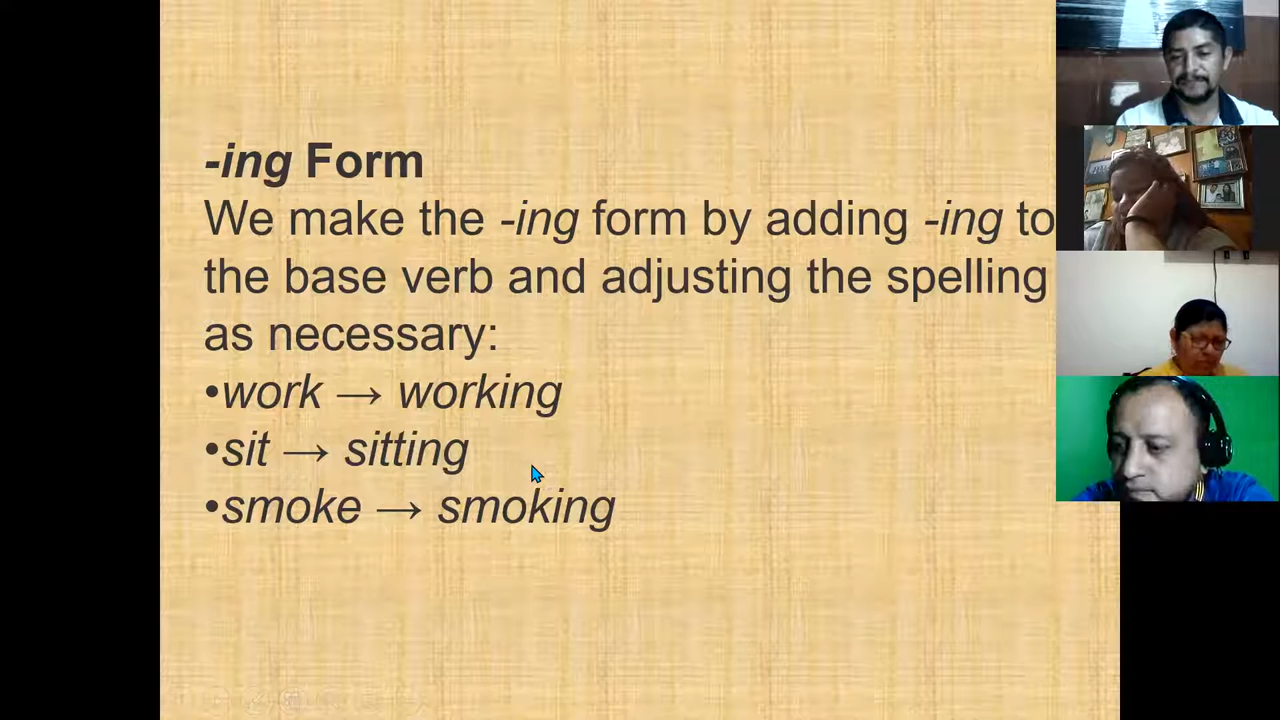 -ing Form
We make the -ing form by adding -ing to
the base verb and adjusting the spelling
as necessary:
•work → working
•sit → sitting
•smoke → smoking